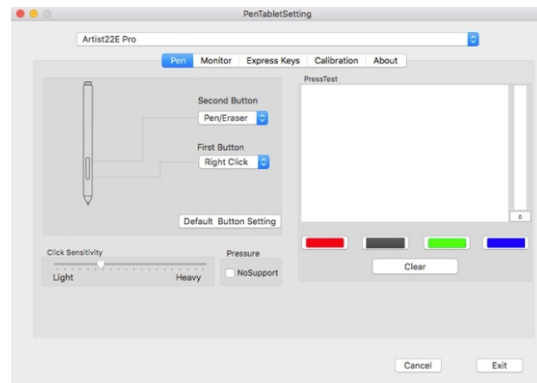 PenTabletSetting
Artist22E Pro
Pen Monitor Express Keys Calibration About
Second Button
Pen/Eraser
First Button
Right Click
Default Button Setting
Click Sensitivity
Light Heavy
Pressure
NoSupport
PressTest
0
Clear
Cancel Exit